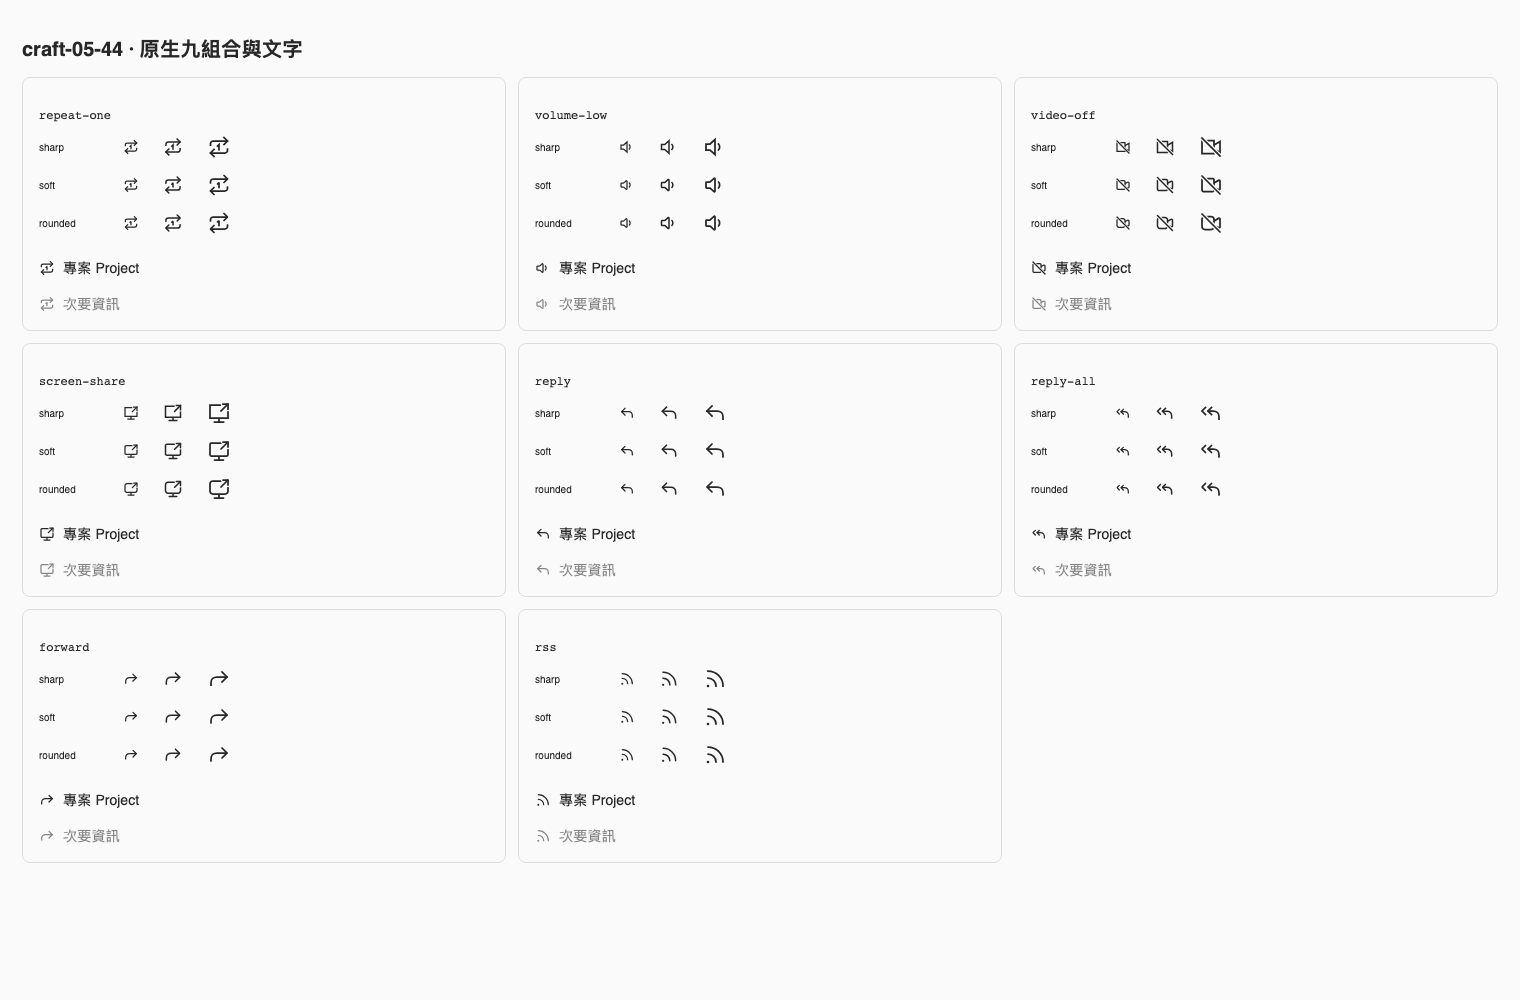 craft-05-44 · 原生九組合與文字
repeat-one
sharp
soft
rounded
專案 Project
次要資訊
volume-low
sharp
soft
rounded
專案 Project
次要資訊
video-off
sharp
soft
rounded
專案 Project
次要資訊
screen-share
sharp
soft
rounded
專案 Project
次要資訊
reply
sharp
soft
rounded
專案 Project
次要資訊
reply-all
sharp
soft
rounded
專案 Project
次要資訊
forward
sharp
soft
rounded
專案 Project
次要資訊
rss
sharp
soft
rounded
專案 Project
次要資訊